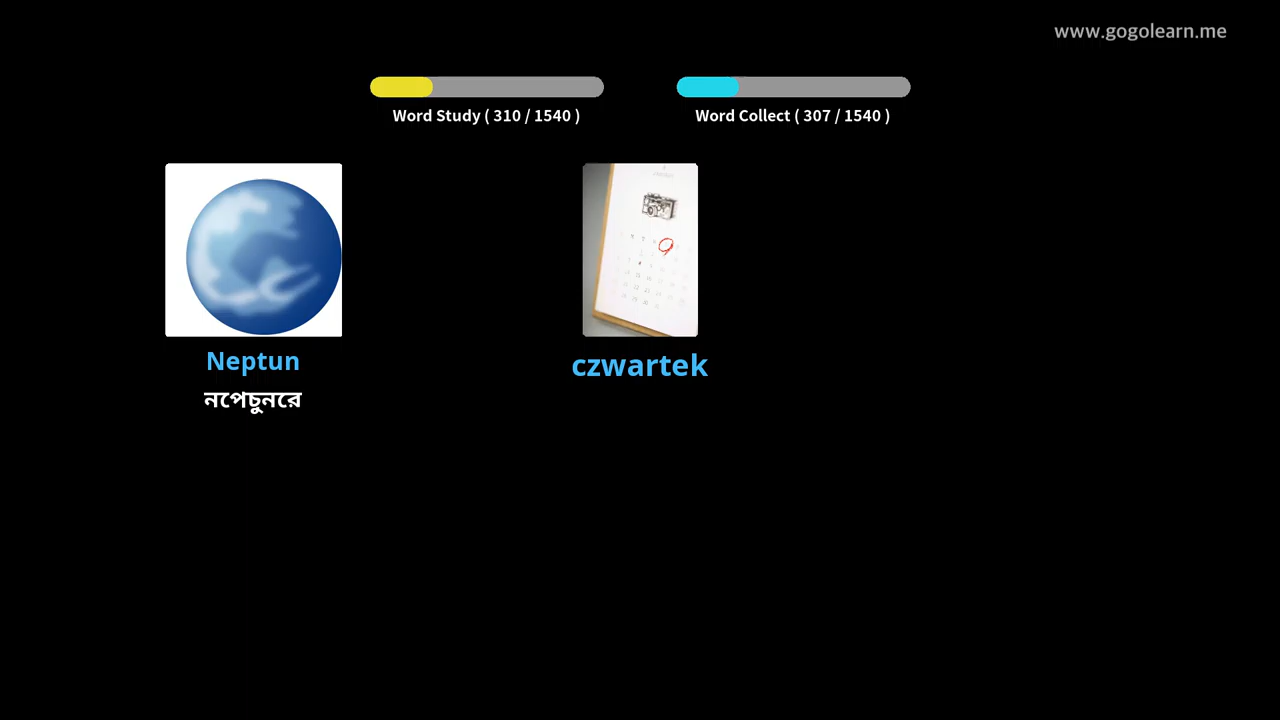 www.gogolearn.me
Word Study ( 310 / 1540 )
Word Collect ( 307 / 1540 )
Neptun
নপেচুনরে
czwartek